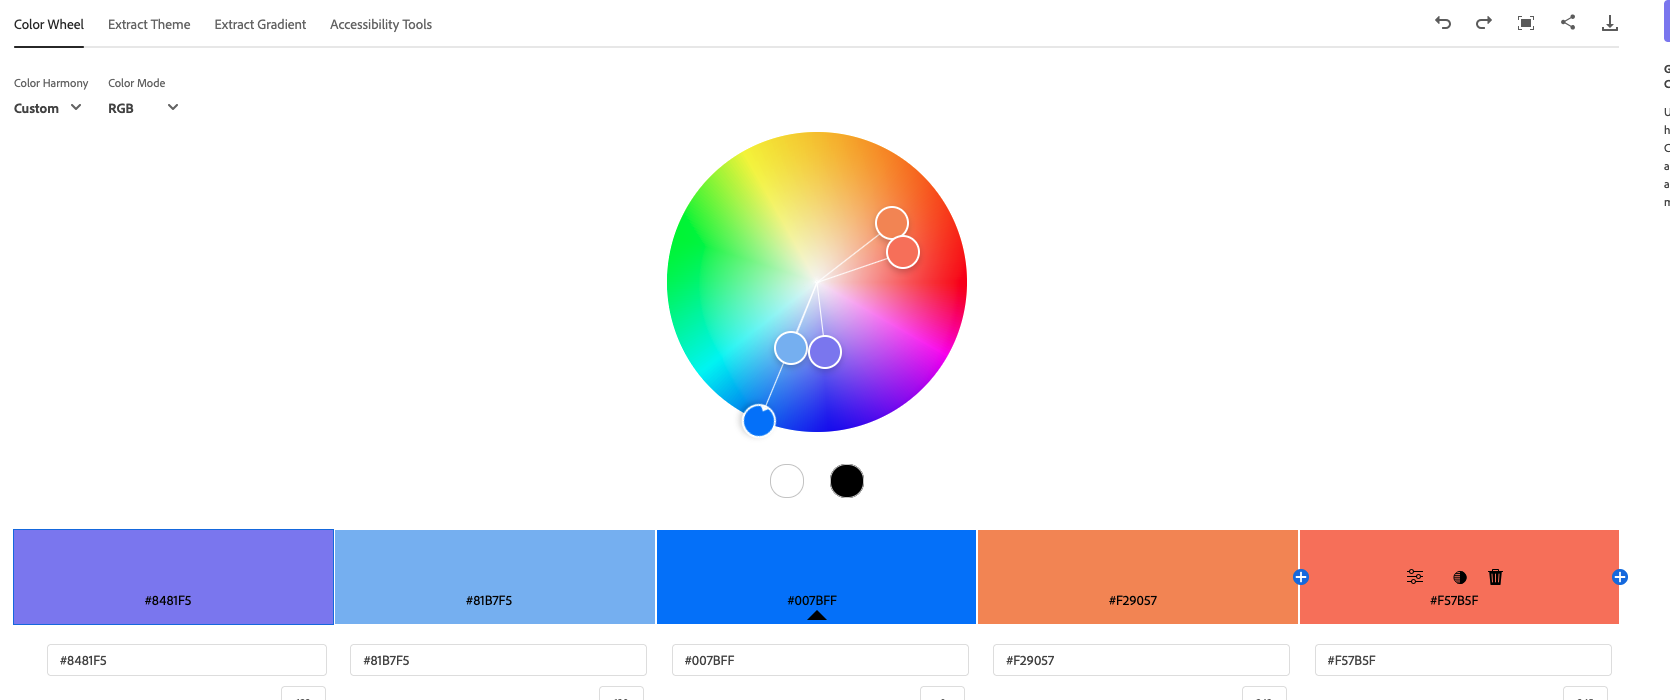 Color Wheel Extract Theme Extract Gradient Accessibility Tools
Color Harmony Color Mode
Custom RGB
#8481F5 #81B7F5 #007BFF #F29057 #F57B5F
#8481F5 #81B7F5 #007BFF #F29057 #F57B5F